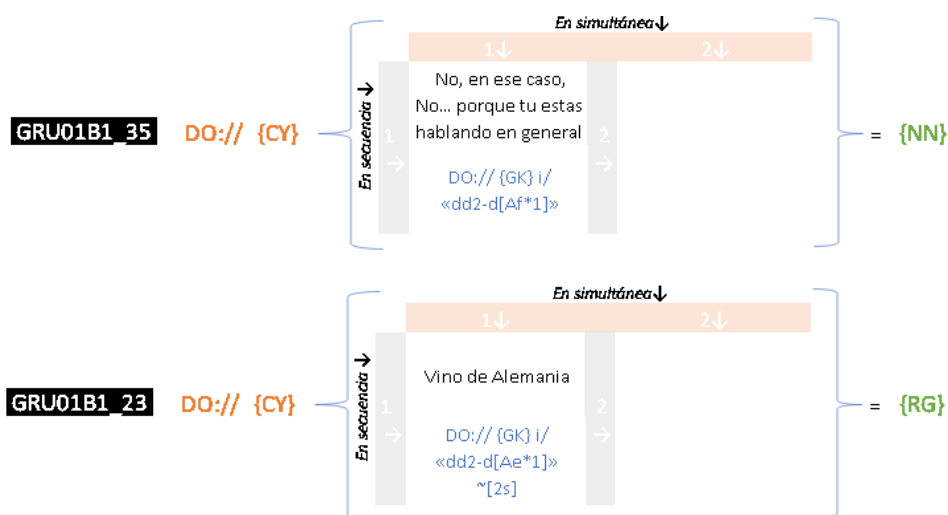 En simultánea↓
1↓ 2↓
No, en ese caso,
No... porque tu estas
hablando en general
GRU01B1_35 DO:// {CY} En secuencia ↓ 1 → 2 → = {NN}
DO:// {GK} i/
«dd2-d[Af*1]»
En simultánea↓
1↓ 2↓
Vino de Alemania
GRU01B1_23 DO:// {CY} En secuencia ↓ 1 → 2 → = {RG}
DO:// {GK} i/
«dd2-d[Ae*1]»
~[2s]